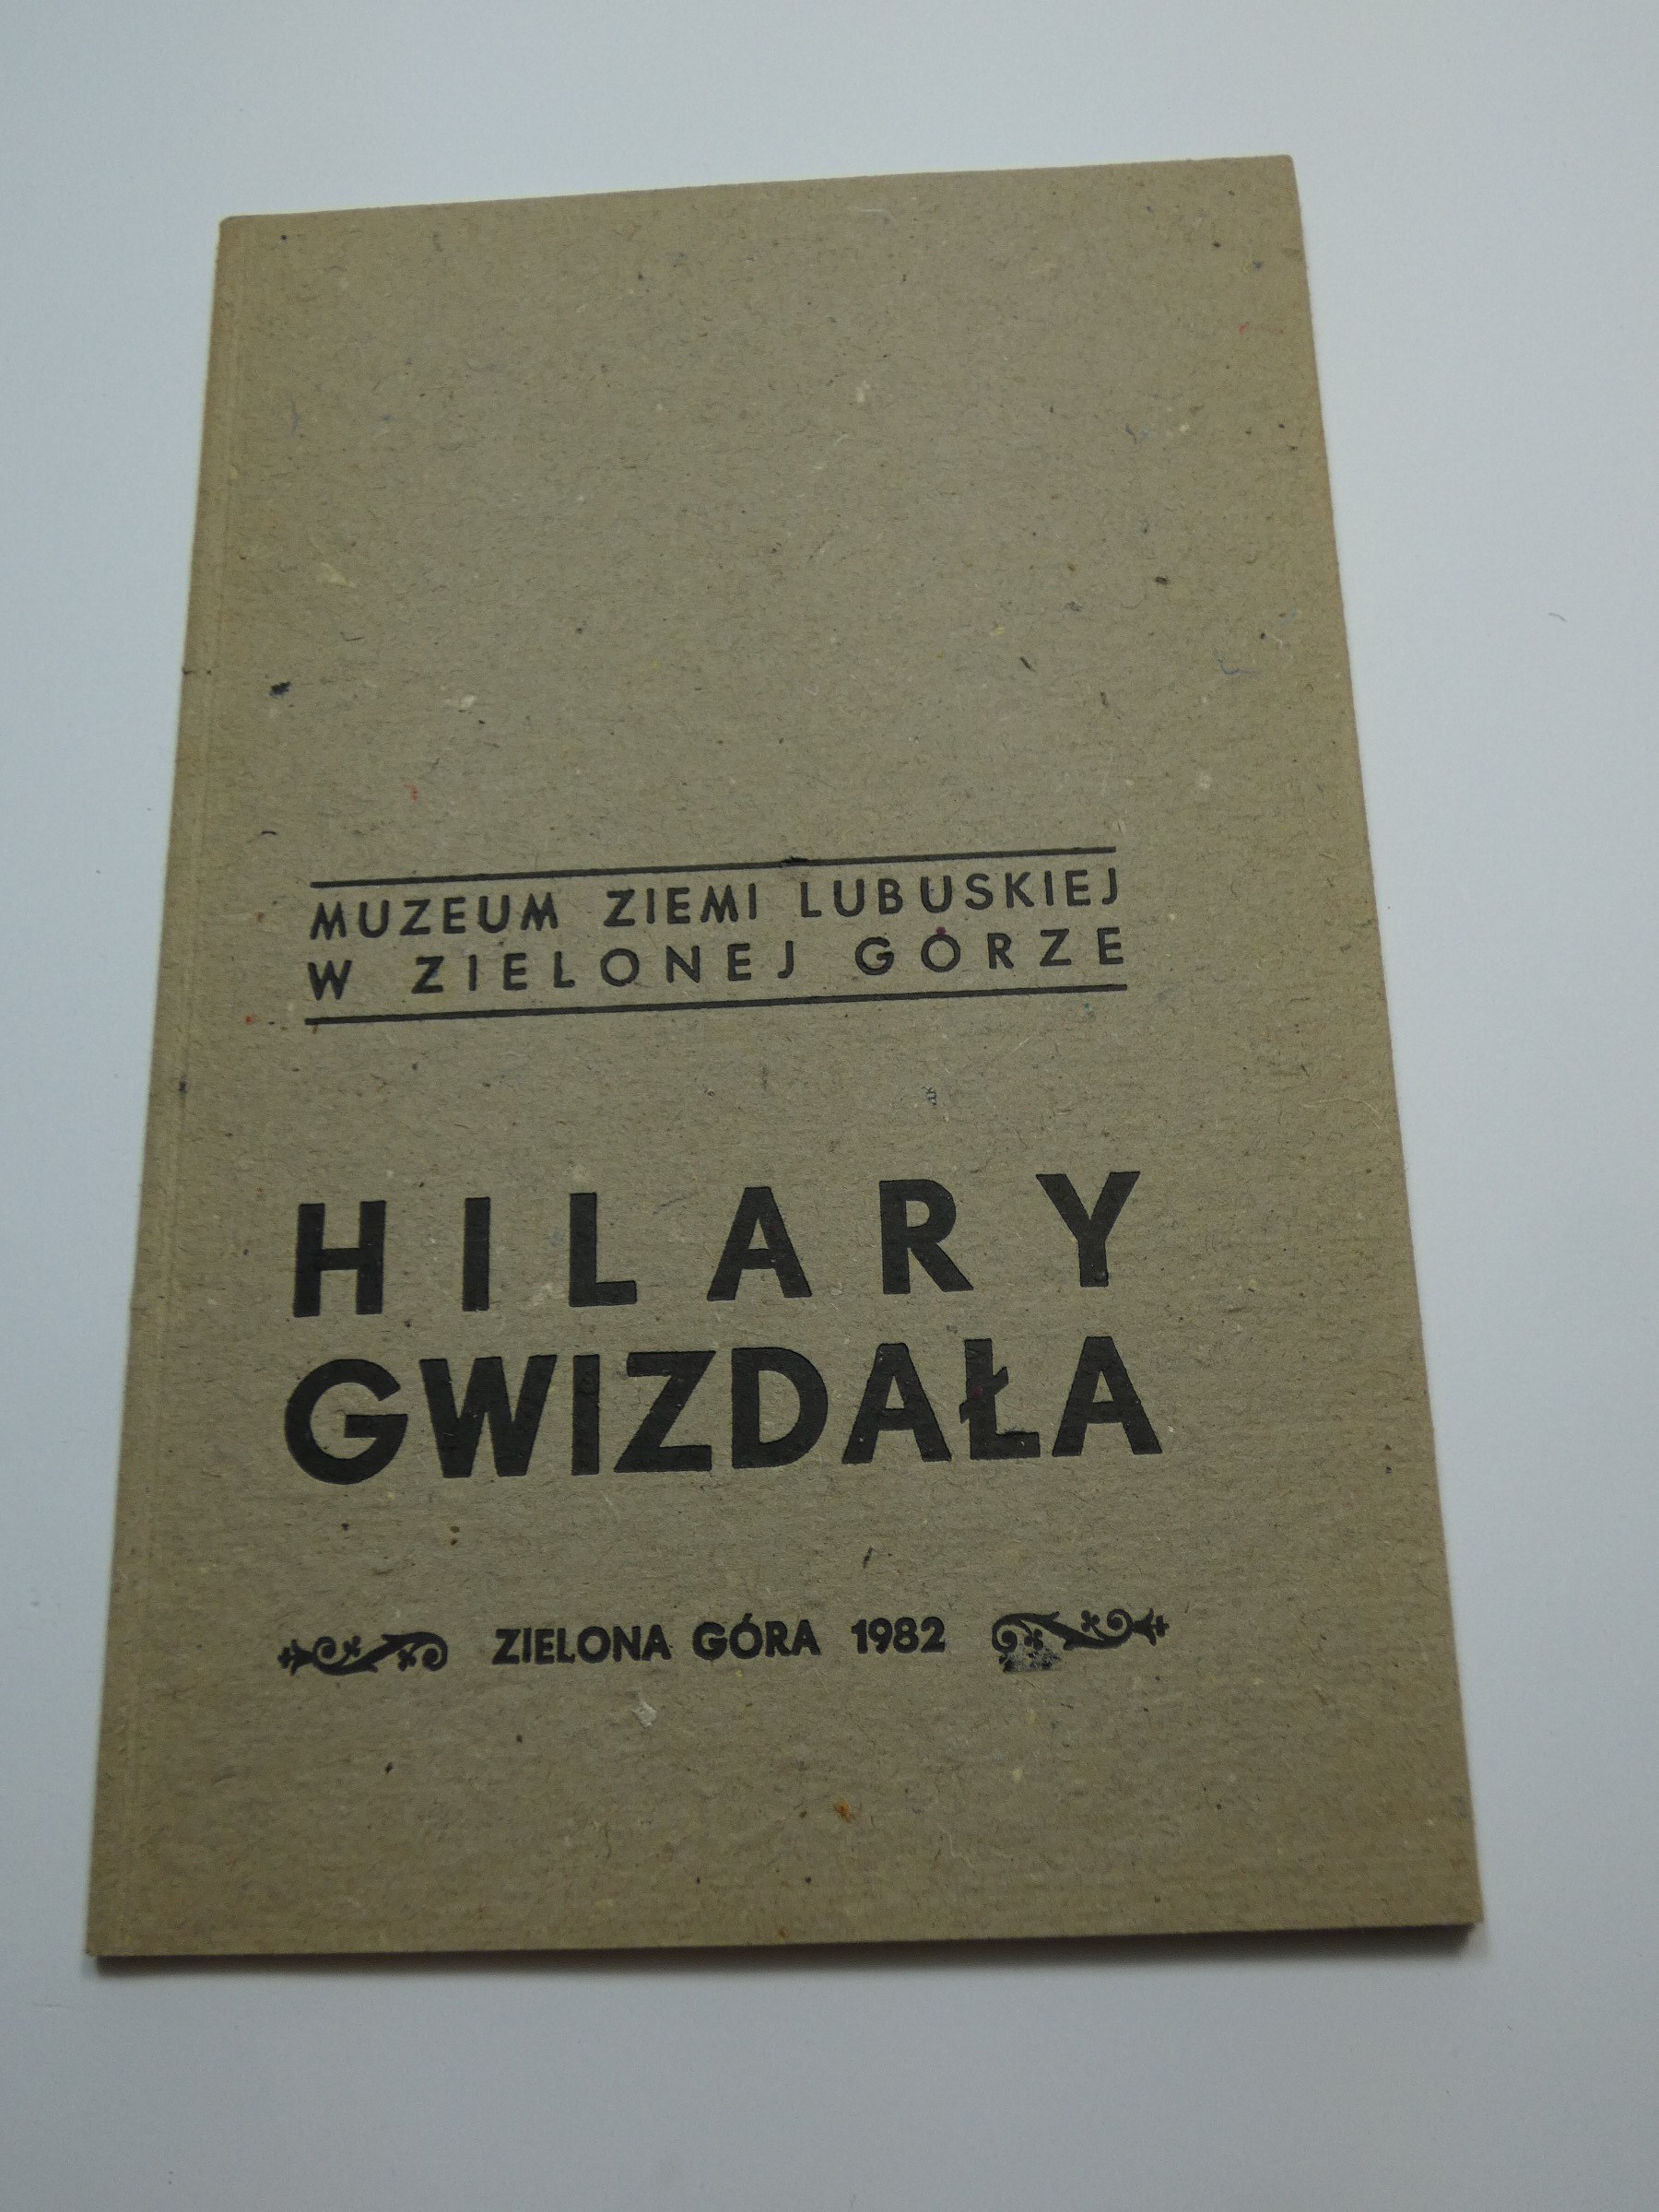 MUZEUM ZIEMI LUBUSKIEJ
W ZIELONEJ GÓRZE
HILARY
GWIZDAŁA
ZIELONA GÓRA 1982